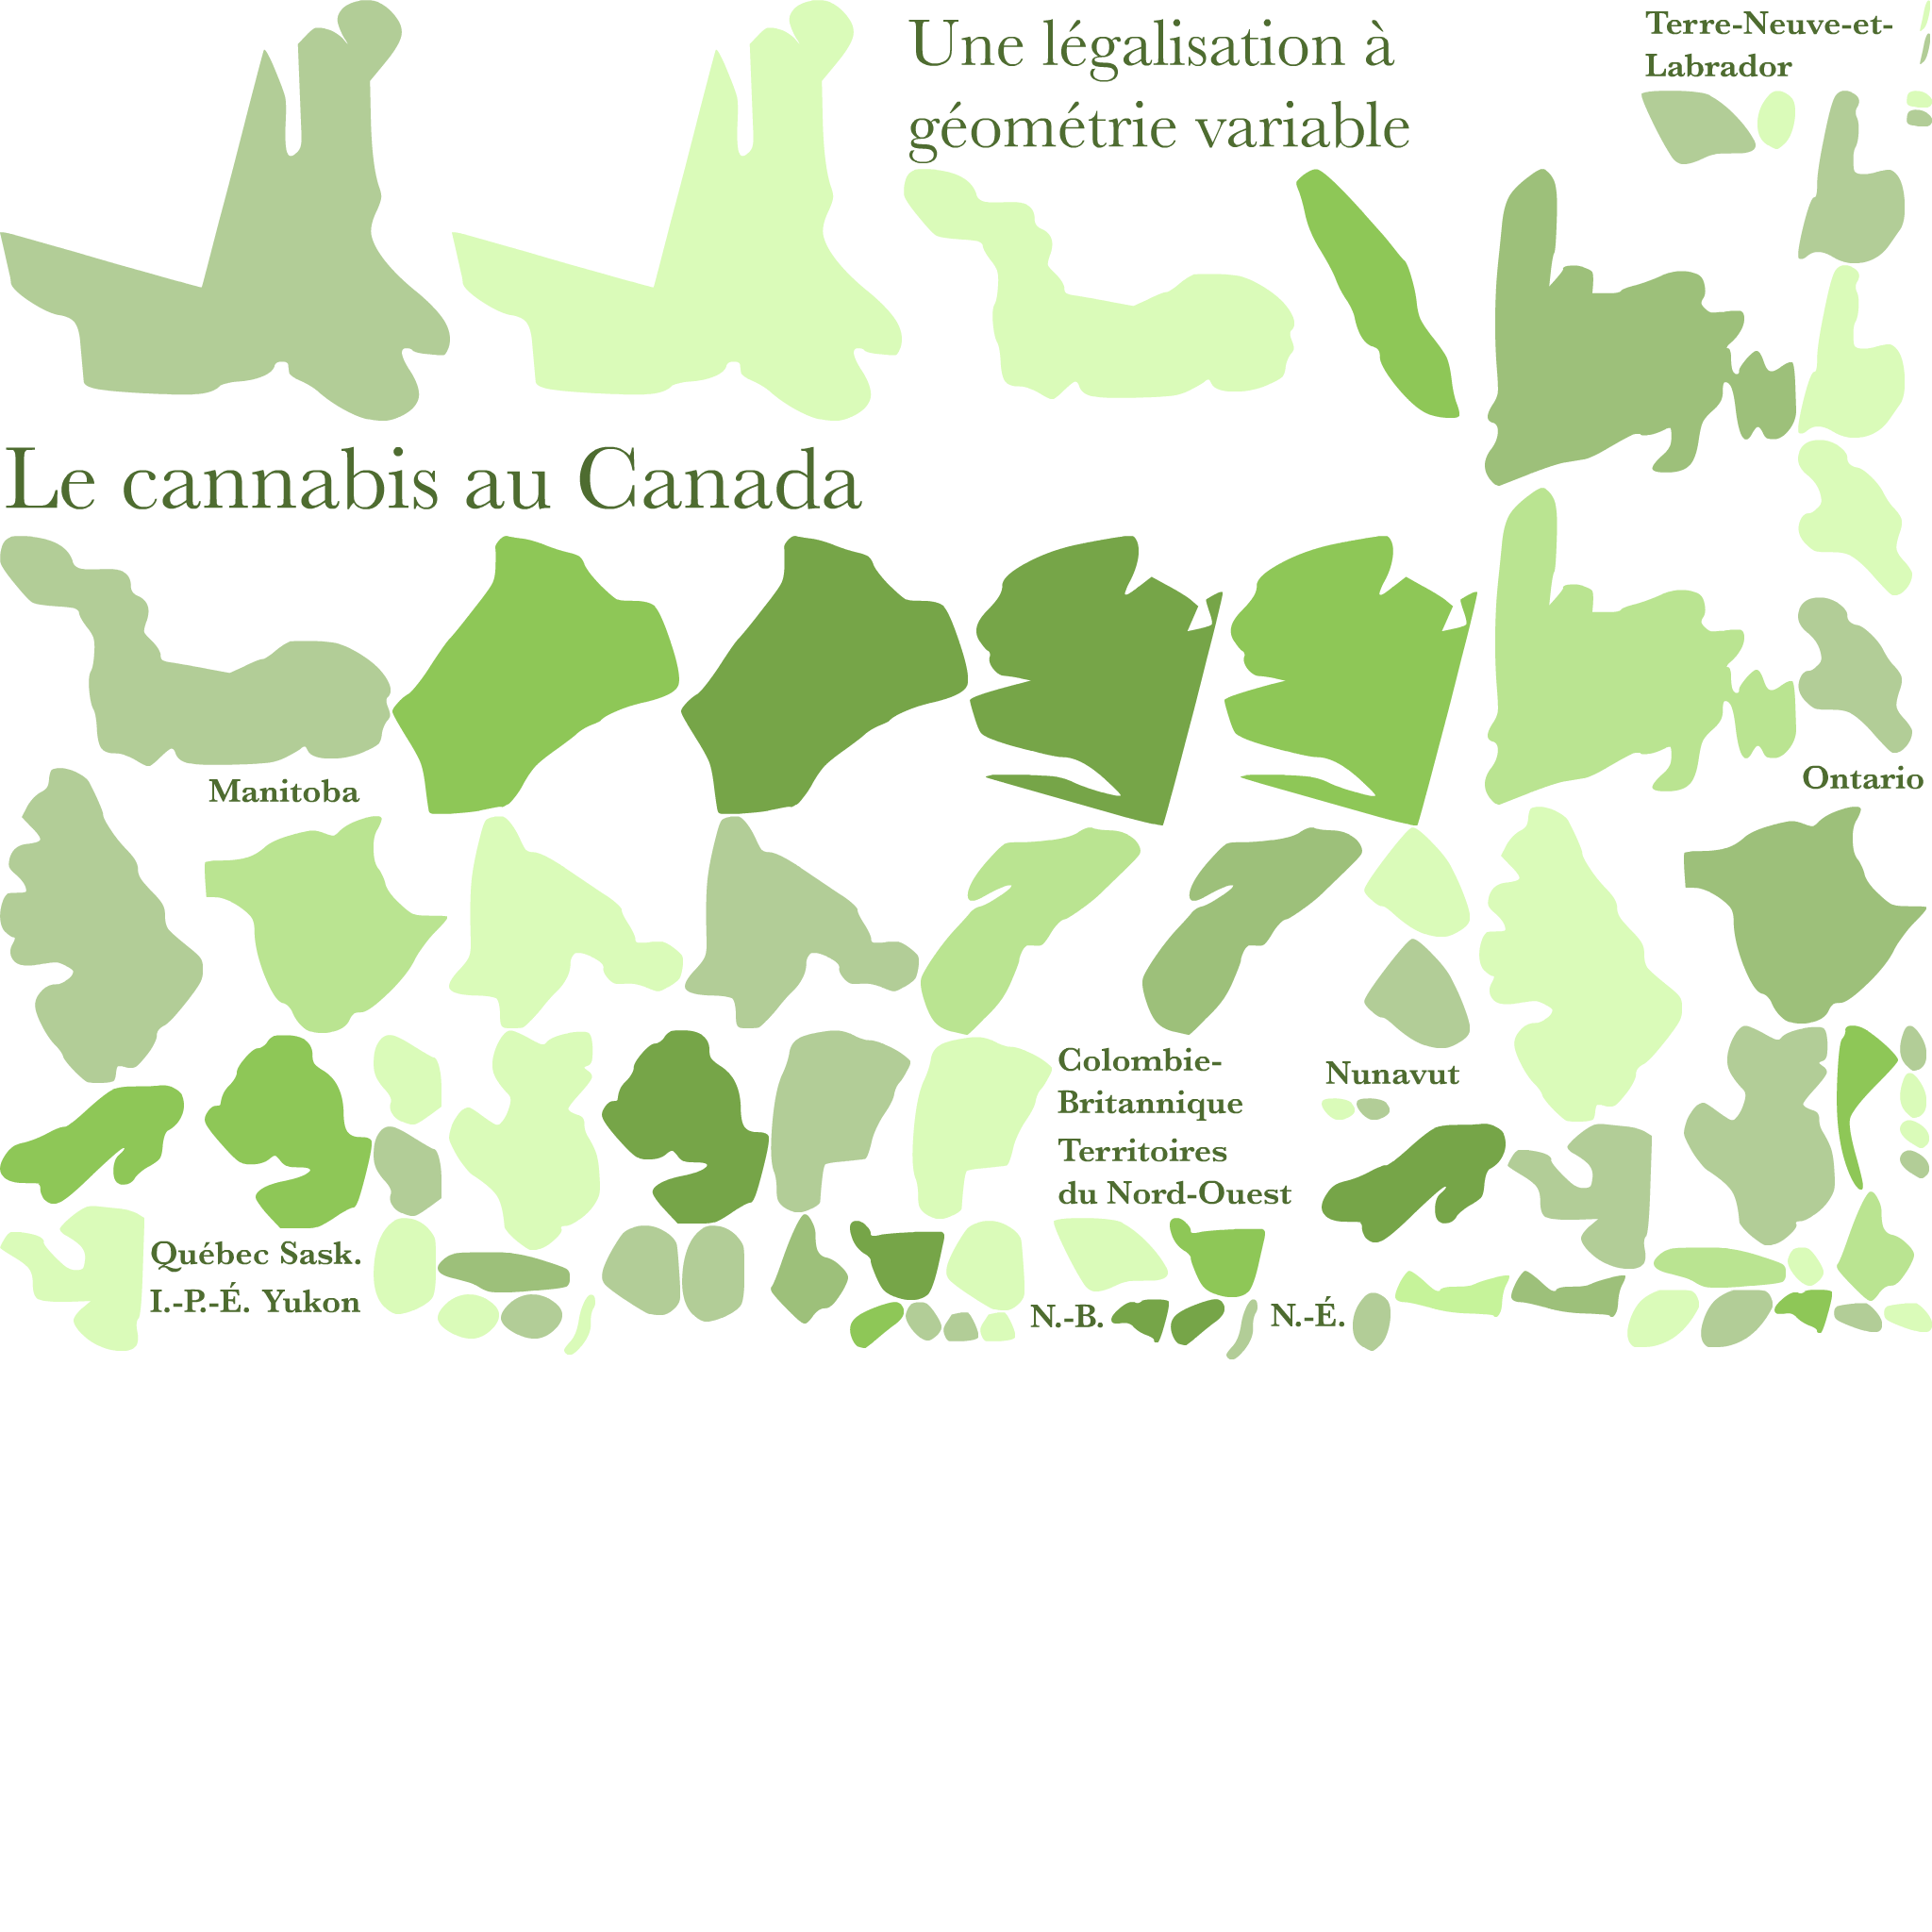 Une légalisation à
géométrie variable
Terre-Neuve-et-
Labrador
Le cannabis au Canada
Manitoba
Ontario
Colombie-
Britannique
Nunavut
Territoires
du Nord-Ouest
Québec Sask.
I.-P.-É. Yukon
N.-B.
N.-É.